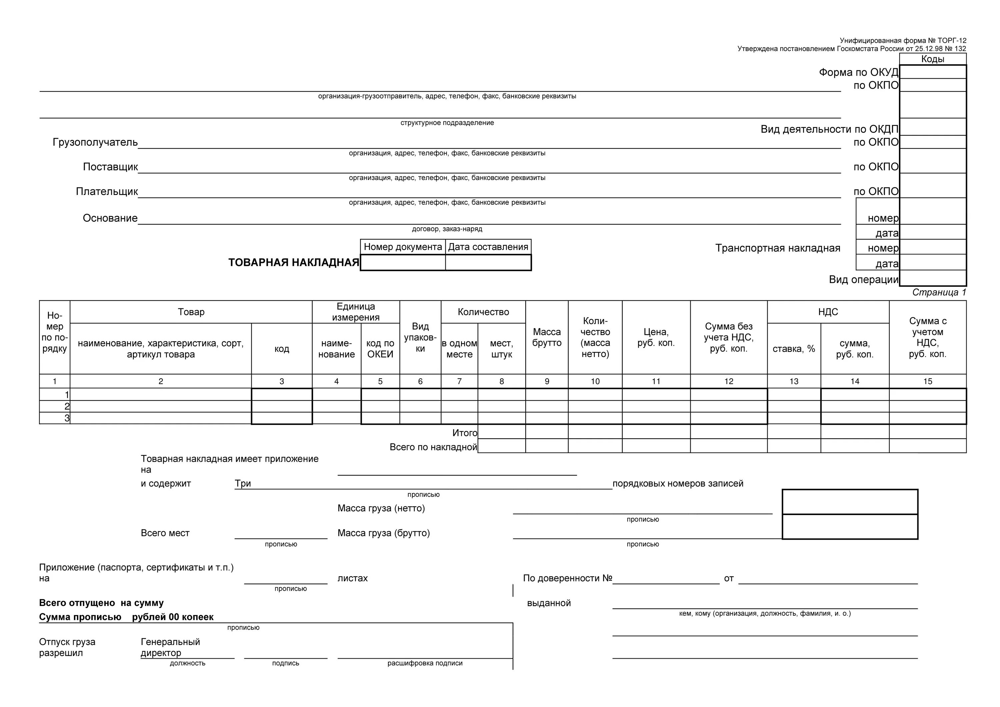 Унифицированная форма № ТОРГ-12
Утверждена постановлением Госкомстата России от 25.12.98 № 132
Коды
Форма по ОКУД
по ОКПО
организация-грузоотправитель, адрес, телефон, факс, банковские реквизиты
структурное подразделение
Вид деятельности по ОКДП
Грузополучатель
по ОКПО
организация, адрес, телефон, факс, банковские реквизиты
Поставщик
по ОКПО
организация, адрес, телефон, факс, банковские реквизиты
Плательщик
по ОКПО
организация, адрес, телефон, факс, банковские реквизиты
Основание
номер
договор, заказ-наряд
дата
Номер документа Дата составления
Транспортная накладная
номер
ТОВАРНАЯ НАКЛАДНАЯ
дата
Вид операции
Страница 1
Но-
мер
по по-
рядку
Товар
наименование, характеристика, сорт,
артикул товара
код
Единица
измерения
наиме-
нование
код по
ОКЕИ
Вид
упаков-
ки
Количество
в одном
месте
мест,
штук
Масса
брутто
Коли-
чество
(масса
нетто)
Цена,
руб. коп.
Сумма без
учета НДС,
руб. коп.
НДС
ставка, %
сумма,
руб. коп.
Сумма с
учетом
НДС,
руб. коп.
1 2 3 4 5 6 7 8 9 10 11 12 13 14 15
1
2
3
Итого
Всего по накладной
Товарная накладная имеет приложение
на
и содержит Три порядковых номеров записей
прописью
Масса груза (нетто)
прописью
Всего мест Масса груза (брутто)
прописью прописью
Приложение (паспорта, сертификаты и т.п.)
на листах
прописью
По доверенности № от
Всего отпущено на сумму
выданной
кем, кому (организация, должность, фамилия, и. о.)
Сумма прописью рублей 00 копеек
прописью
Отпуск груза
разрешил
Генеральный
директор
должность подпись расшифровка подписи